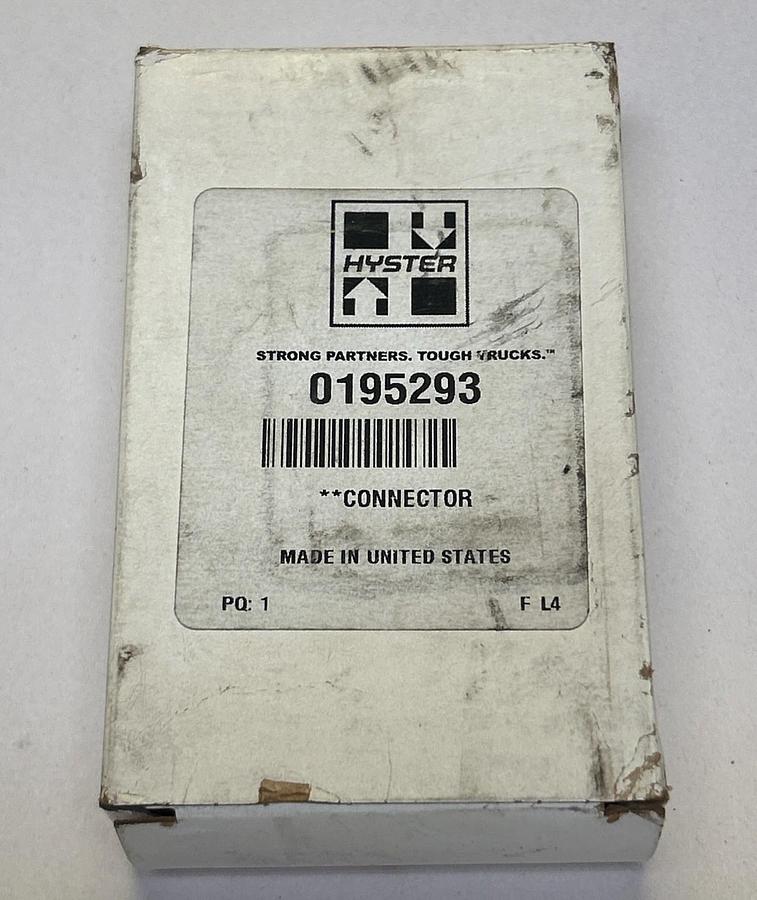 HYSTER
STRONG PARTNERS. TOUGH TRUCKS.™
0195293
**CONNECTOR
MADE IN UNITED STATES
PQ: 1 F L4